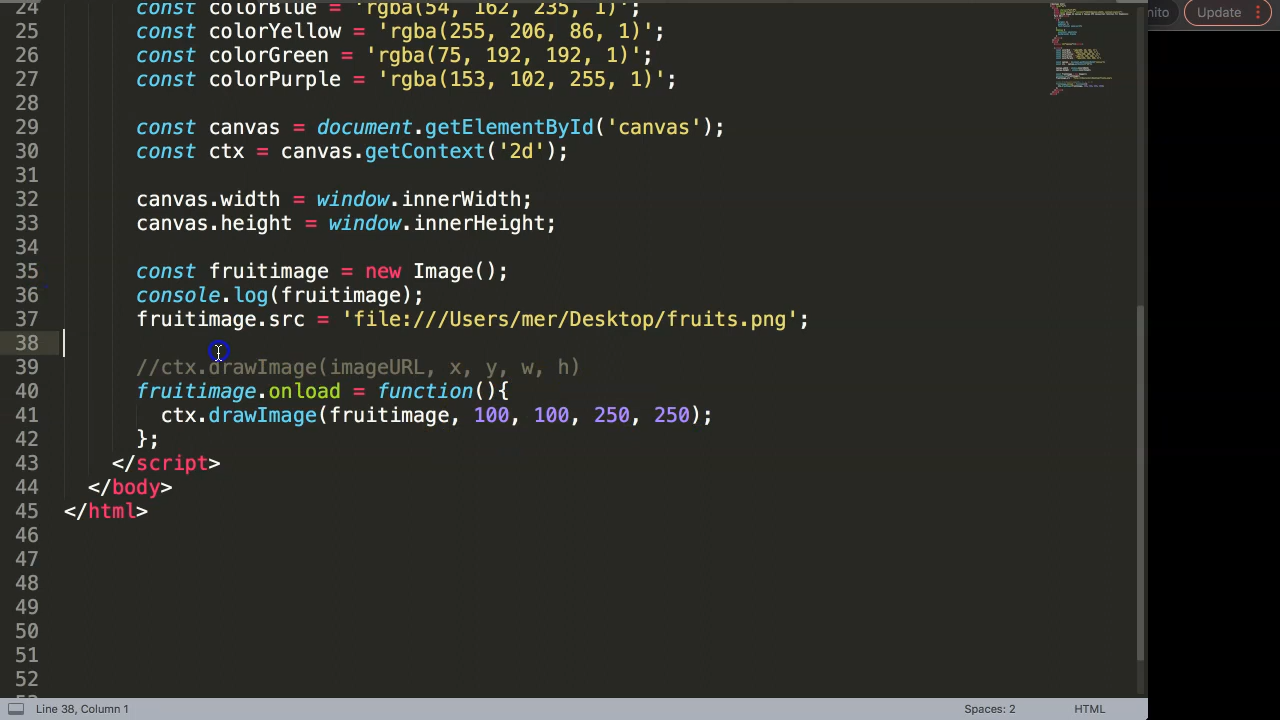 24 const colorBlue = 'rgba(54, 162, 235, 1)';
25 const colorYellow = 'rgba(255, 206, 86, 1)';
26 const colorGreen = 'rgba(75, 192, 192, 1)';
27 const colorPurple = 'rgba(153, 102, 255, 1)';
28
29 const canvas = document.getElementById('canvas');
30 const ctx = canvas.getContext('2d');
31
32 canvas.width = window.innerWidth;
33 canvas.height = window.innerHeight;
34
35 const fruitimage = new Image();
36 console.log(fruitimage);
37 fruitimage.src = 'file:///Users/mer/Desktop/fruits.png';
38
39 //ctx.drawImage(imageURL, x, y, w, h)
40 fruitimage.onload = function(){
41 ctx.drawImage(fruitimage, 100, 100, 250, 250);
42 };
43 </script>
44 </body>
45 </html>
46
47
48
49
50
51
52
Line 38, Column 1 Spaces: 2 HTML
nito Update